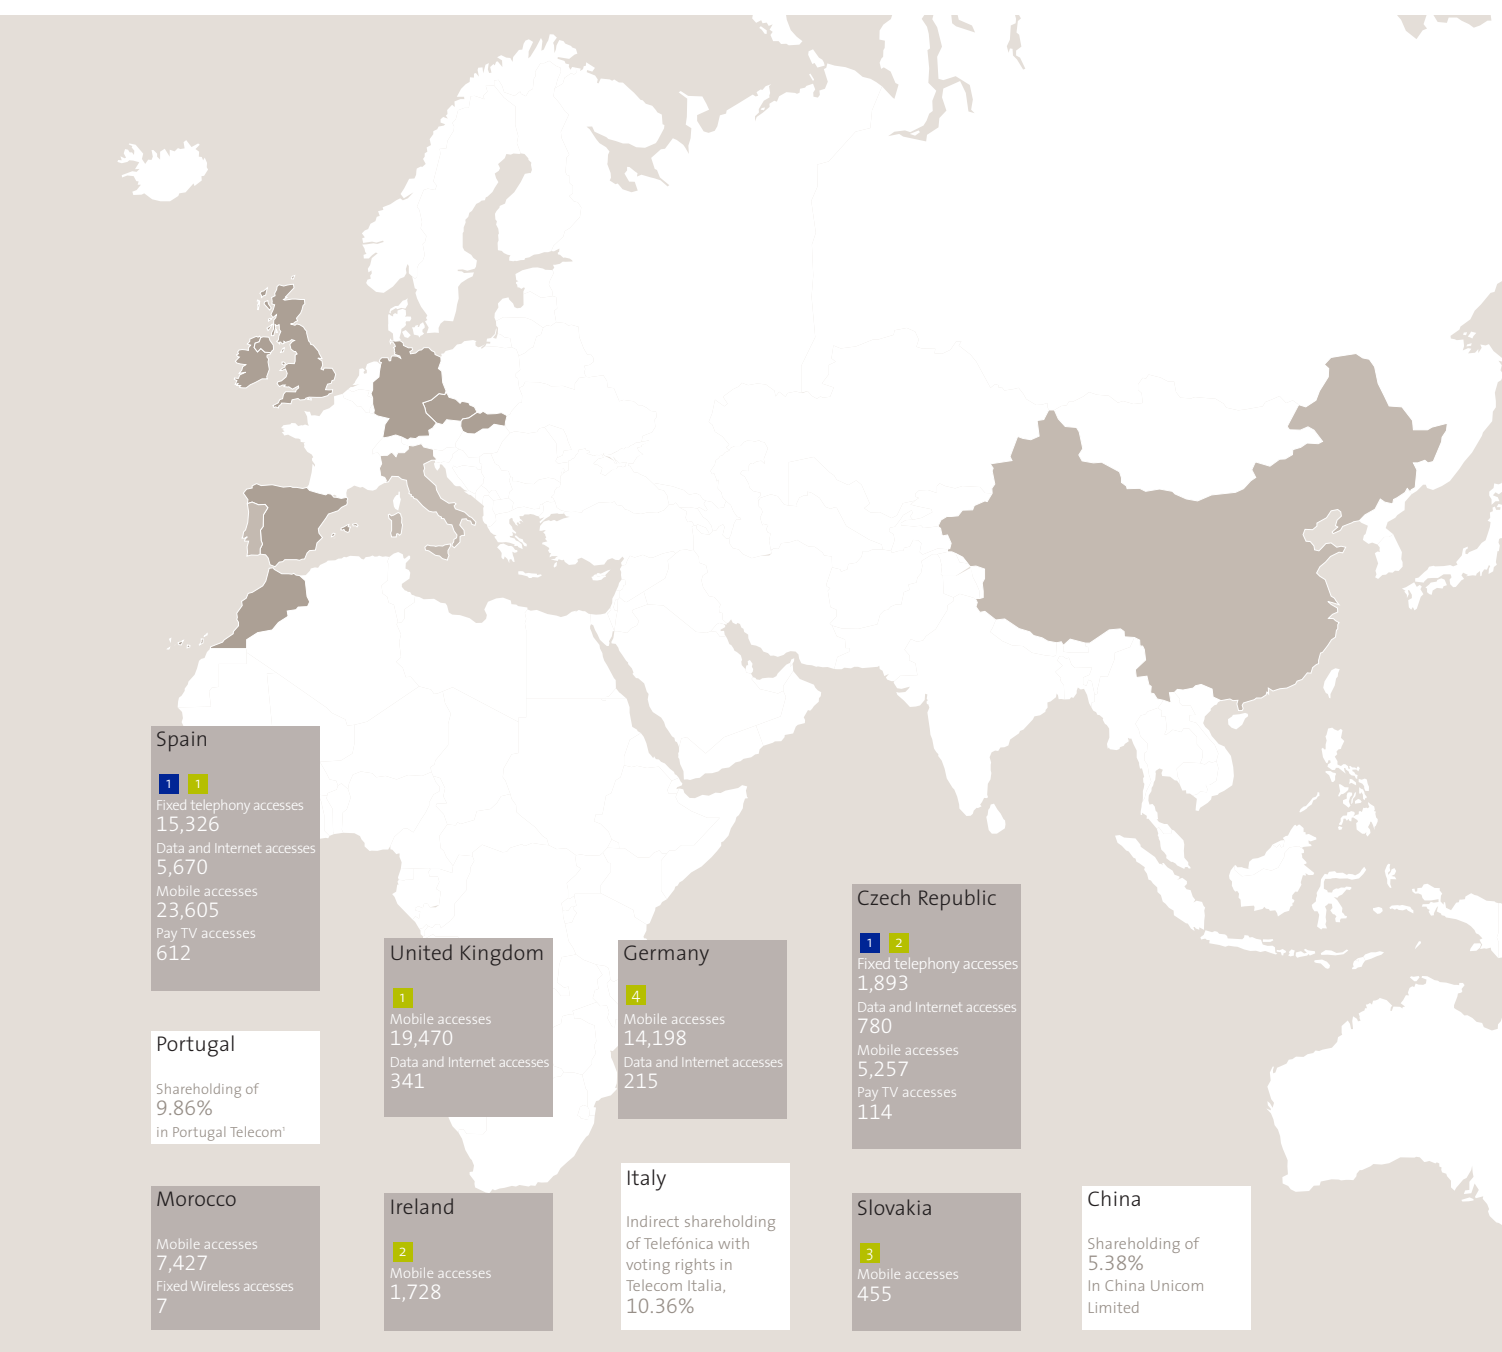 Spain
1 1
Fixed telephony accesses
15,326
Data and Internet accesses
5,670
Mobile accesses
23,605
Pay TV accesses
612
Portugal
Shareholding of
9.86%
in Portugal Telecom¹
Morocco
Mobile accesses
7,427
Fixed Wireless accesses
7
United Kingdom
1
Mobile accesses
19,470
Data and Internet accesses
341
Ireland
2
Mobile accesses
1,728
Germany
4
Mobile accesses
14,198
Data and Internet accesses
215
Italy
Indirect shareholding
of Telefónica with
voting rights in
Telecom Italia,
10.36%
Czech Republic
1 2
Fixed telephony accesses
1,893
Data and Internet accesses
780
Mobile accesses
5,257
Pay TV accesses
114
Slovakia
3
Mobile accesses
455
China
Shareholding of
5.38%
In China Unicom
Limited